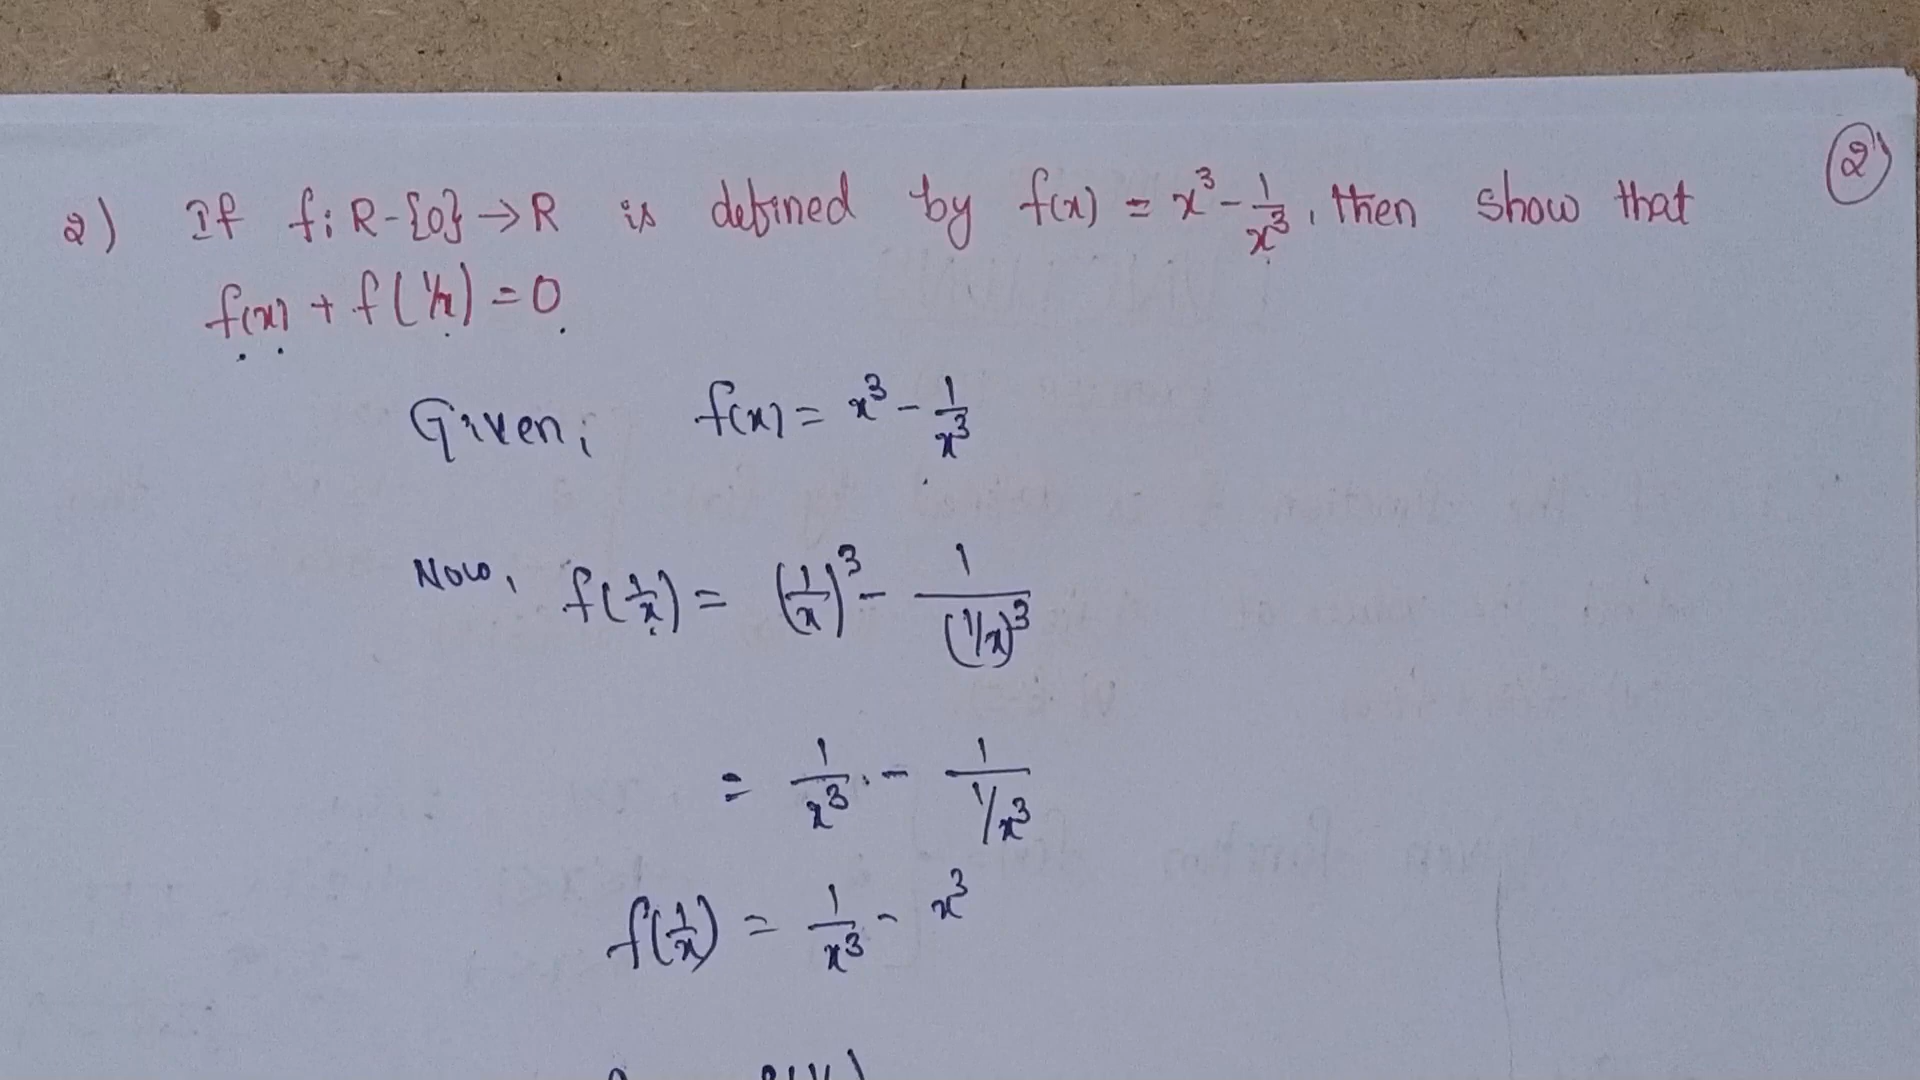 2
2) If f: R-{0} → R is defined by f(x) = x³ - 1/x³, then show that
f(x) + f(1/x) = 0
Given, f(x) = x³ - 1/x³
Now, f(1/x) = (1/x)³ - 1/(1/x)³
= 1/x³ - 1/(1/x³)
f(1/x) = 1/x³ - x³